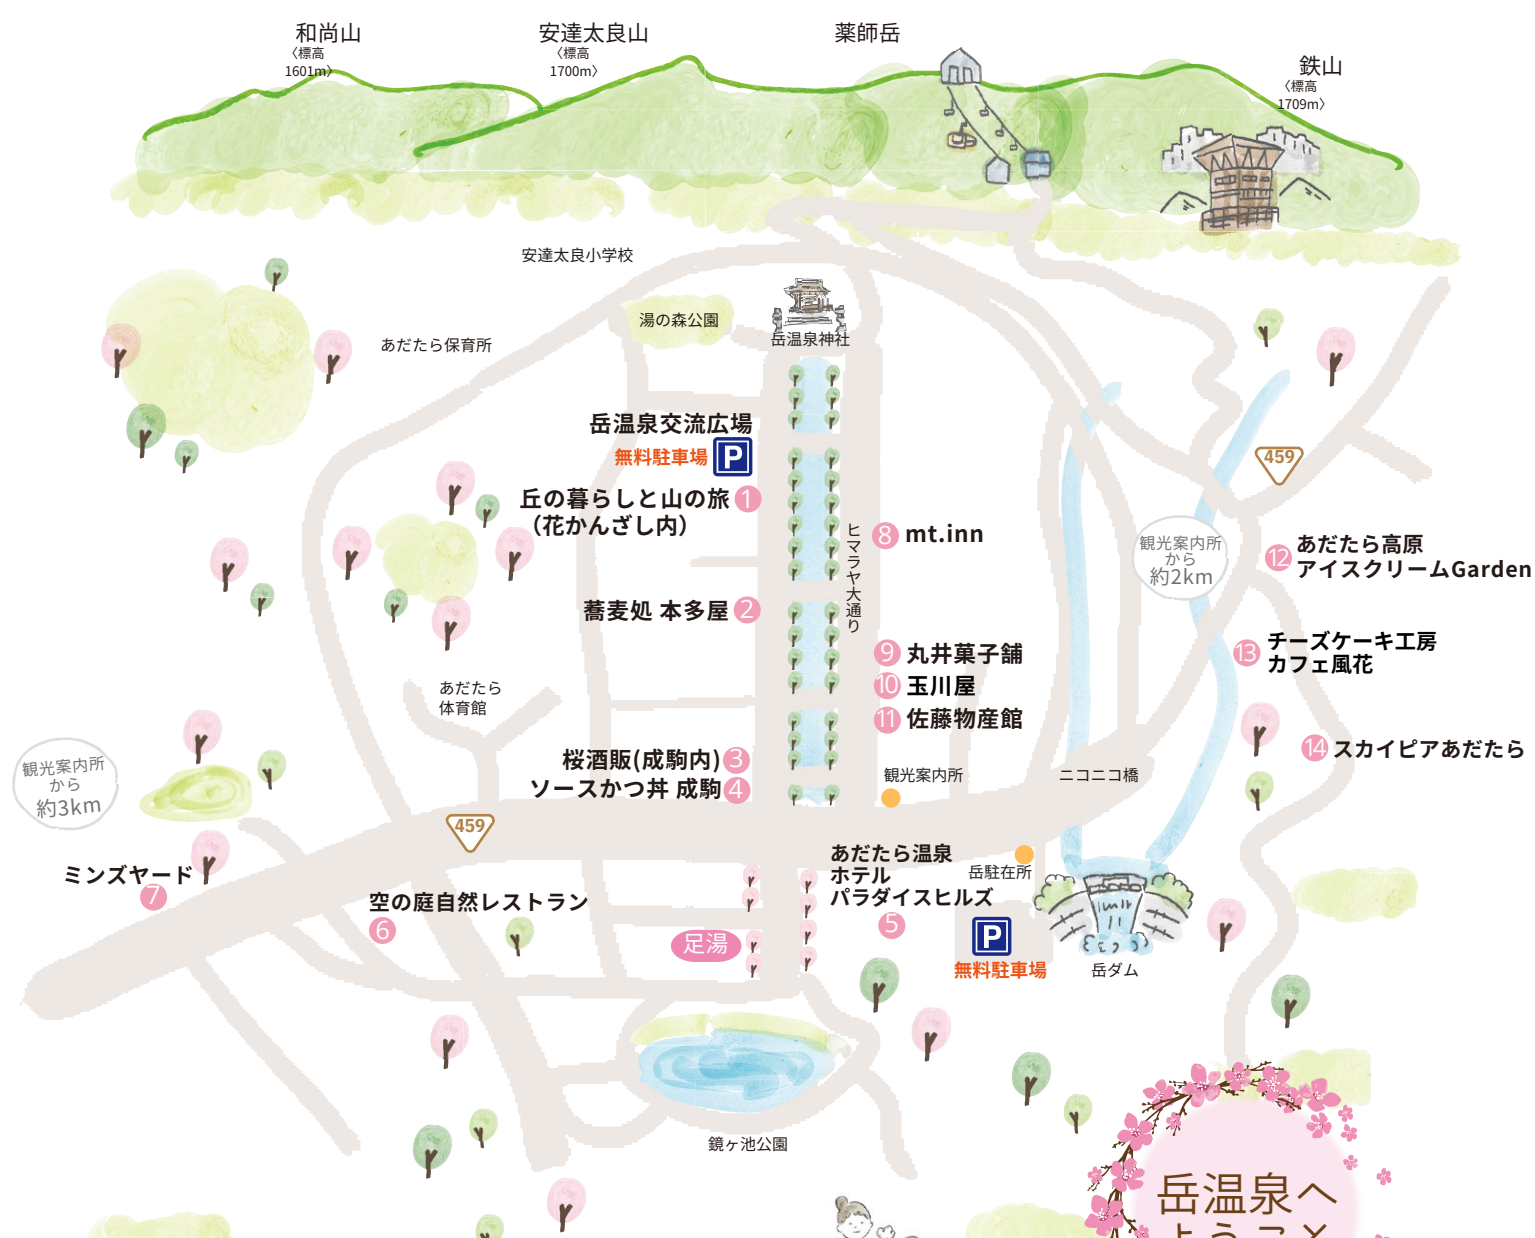 和尚山
〈標高
1601m〉
安達太良山
〈標高
1700m〉
薬師岳
鉄山
〈標高
1709m〉
安達太良小学校
湯の森公園
岳温泉神社
あだたら保育所
岳温泉交流広場
無料駐車場
P
丘の暮らしと山の旅 1
（花かんざし内）
ヒマラヤ大通り
8 mt.inn
459
観光案内所
から
約2km
12 あだたら高原
アイスクリームGarden
蕎麦処 本多屋 2
9 丸井菓子舗
10 玉川屋
11 佐藤物産館
13 チーズケーキ工房
カフェ風花
あだたら
体育館
14 スカイピアあだたら
桜酒販(成駒内) 3
ソースかつ丼 成駒 4
観光案内所
ニコニコ橋
観光案内所
から
約3km
459
ミンズヤード
7
空の庭自然レストラン
6
あだたら温泉
ホテル
パラダイスヒルズ
5
岳駐在所
足湯
P
無料駐車場
岳ダム
鏡ヶ池公園
岳温泉へ
ようこそ